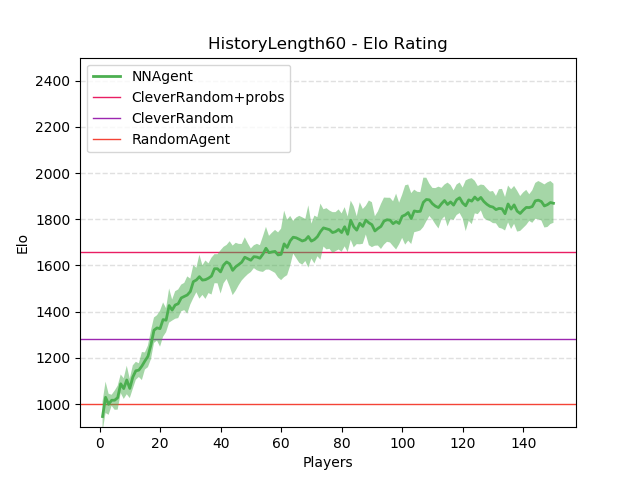 HistoryLength60 - Elo Rating
NNAgent
CleverRandom+probs
CleverRandom
RandomAgent
Elo
2400
2200
2000
1800
1600
1400
1200
1000
0 20 40 60 80 100 120 140
Players